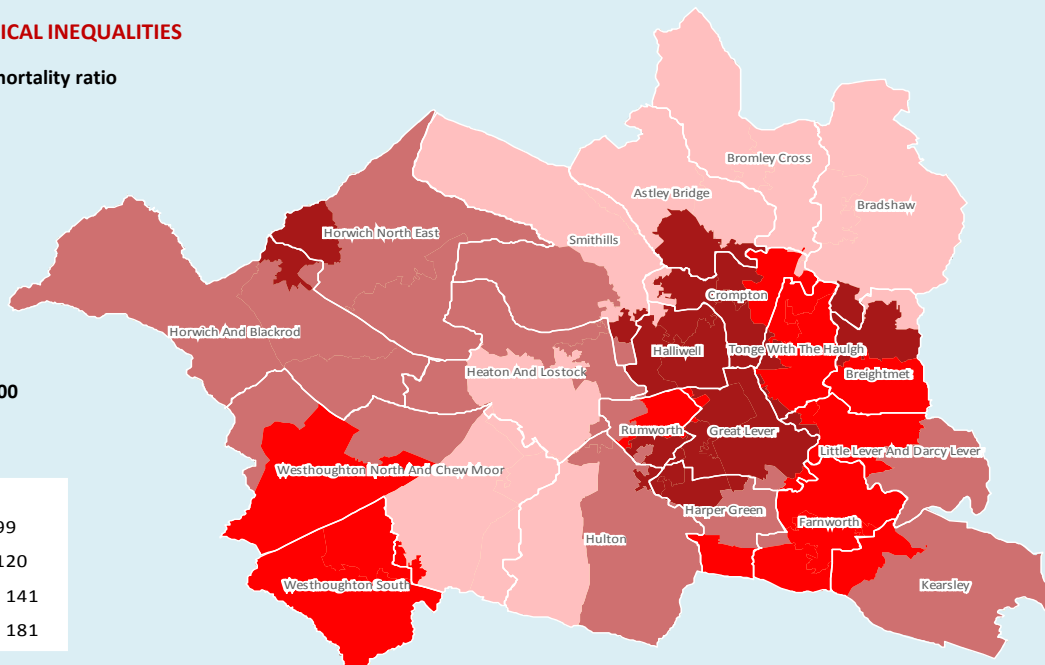 ICAL INEQUALITIES
mortality ratio
Bromley Cross
Astley Bridge
Bradshaw
Horwich North East
Smithills
Crompton
Horwich And Blackrod
Halliwell
Tonge With The Haulgh
Heaton And Lostock
Breightmet
00
Rumworth
Great Lever
Little Lever And Darcy Lever
Westhoughton North And Chew Moor
Harper Green
Farnworth
99
Hulton
120
Westhoughton South
Kearsley
141
181